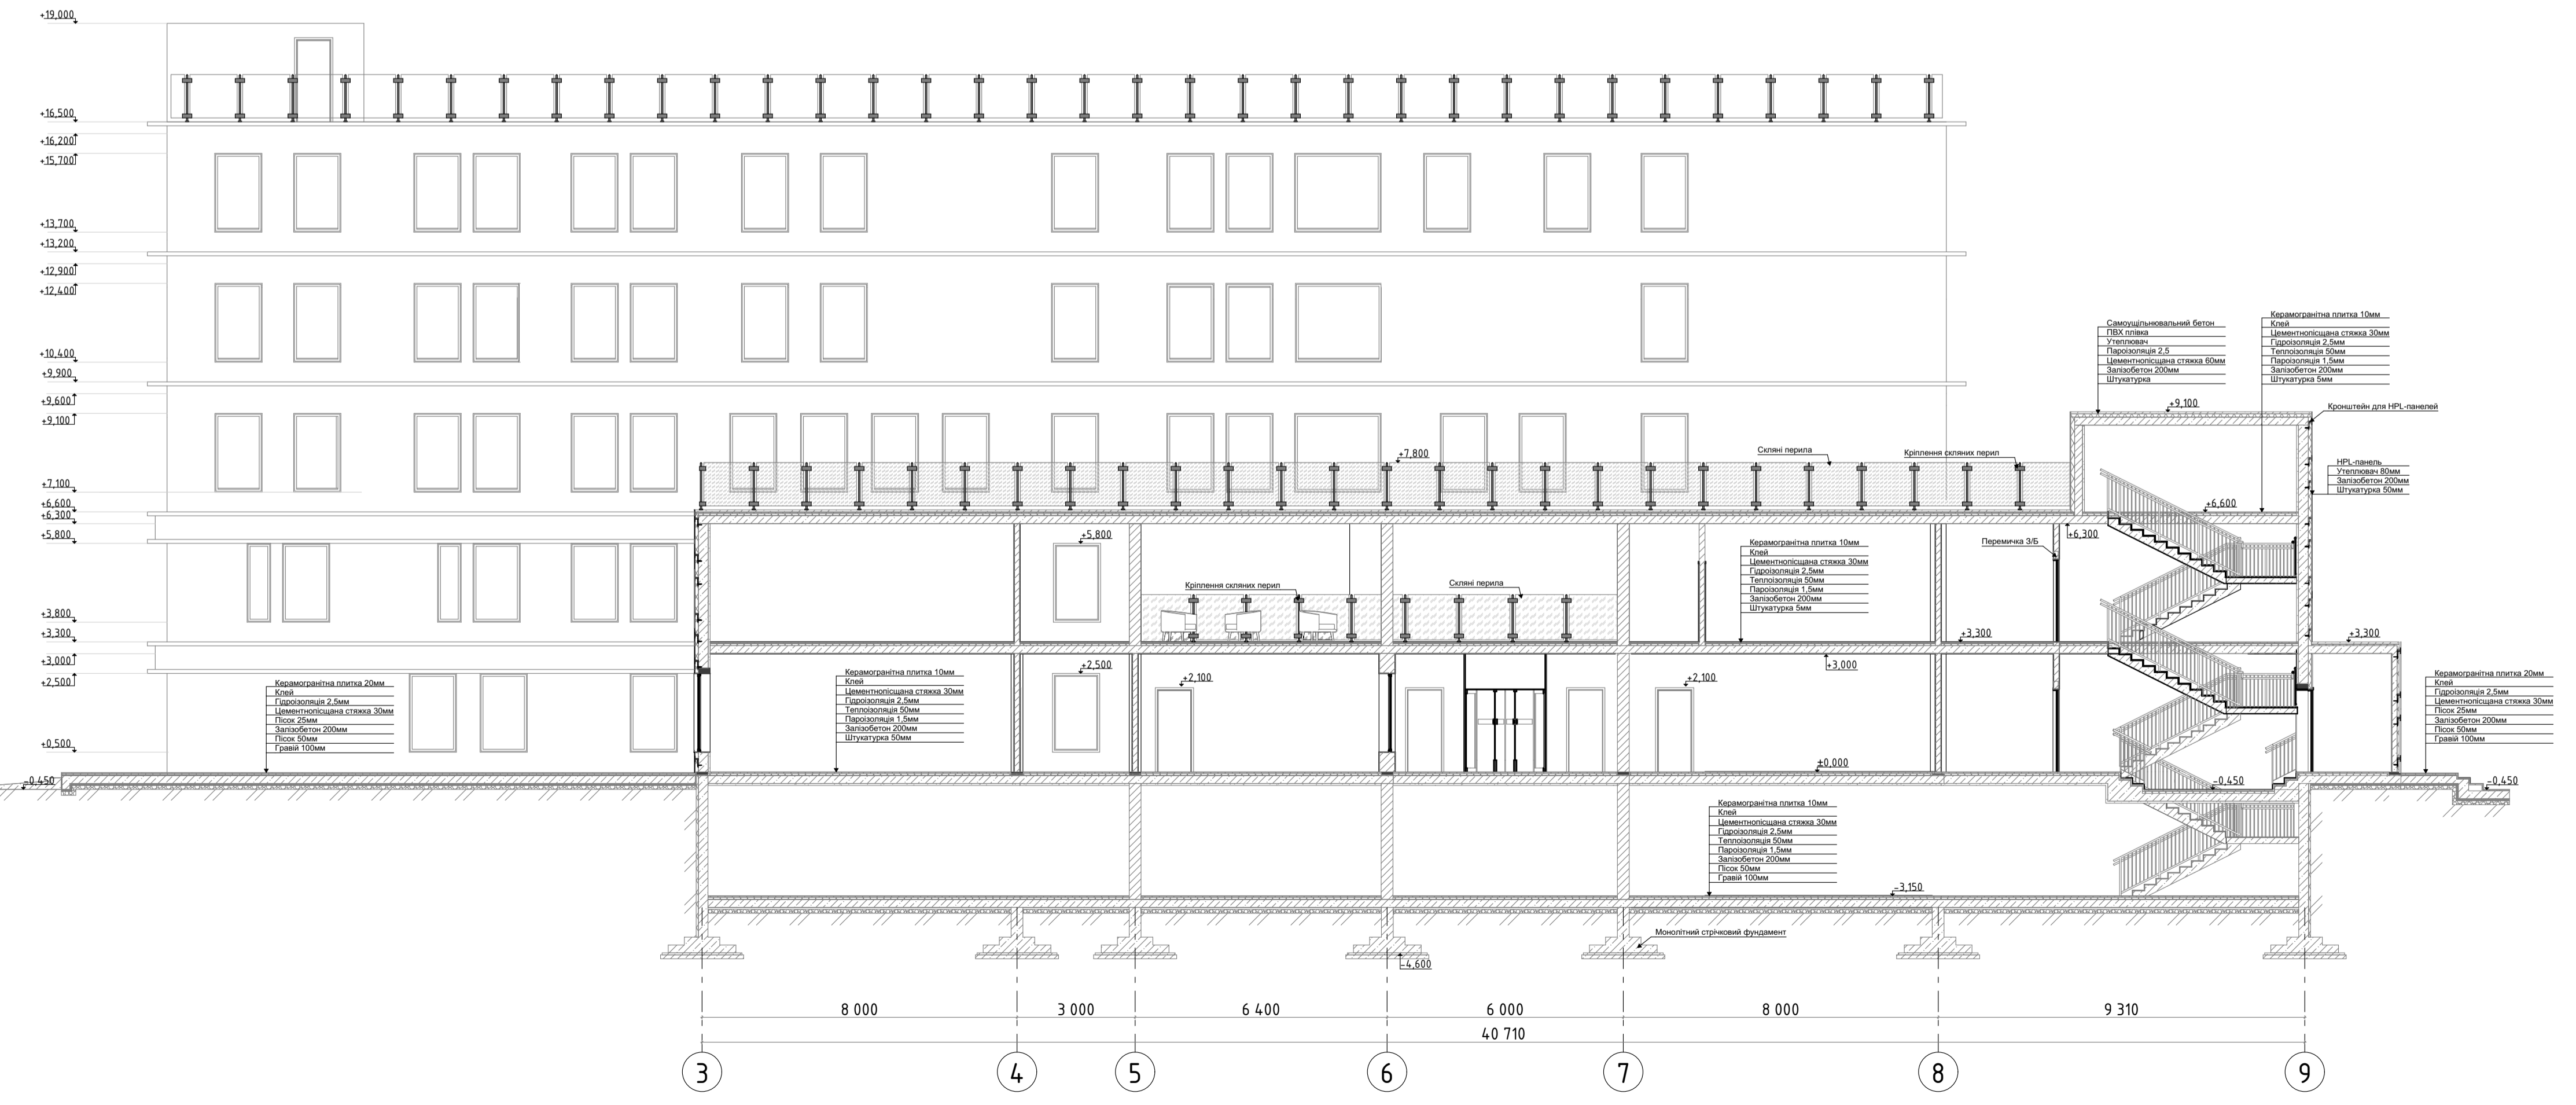 +19,000
+16,500
+16,200
+15,700
+13,700
+13,200
+12,900
+12,400
+10,400
+9,900
+9,600
+9,100
+7,100
+6,600
+6,300
+5,800
+3,800
+3,300
+3,000
+2,500
+0,500
-0,450
Керамогранітна плитка 20мм
Клей
Гідроізоляція 2,5мм
Цементнопісщана стяжка 30мм
Пісок 25мм
Залізобетон 200мм
Пісок 50мм
Гравій 100мм
Керамогранітна плитка 10мм
Клей
Цементнопісщана стяжка 30мм
Гідроізоляція 2,5мм
Теплоізоляція 50мм
Пароізоляція 1,5мм
Залізобетон 200мм
Штукатурка 50мм
+5,800
+2,500
+2,100
Кріплення скляних перил
Скляні перила
+7,800
Скляні перила
Кріплення скляних перил
Керамогранітна плитка 10мм
Клей
Цементнопісщана стяжка 30мм
Гідроізоляція 2,5мм
Теплоізоляція 50мм
Пароізоляція 1,5мм
Залізобетон 200мм
Штукатурка 5мм
Перемичка З/Б
+6,300
+3,300
+3,000
+2,100
±0,000
Самоущільнювальний бетон
ПВХ плівка
Утеплювач
Пароізоляція 2,5
Цементнопісщана стяжка 60мм
Залізобетон 200мм
Штукатурка
Керамогранітна плитка 10мм
Клей
Цементнопісщана стяжка 30мм
Гідроізоляція 2,5мм
Теплоізоляція 50мм
Пароізоляція 1,5мм
Залізобетон 200мм
Штукатурка 5мм
+9,100
Кронштейн для HPL-панелей
HPL-панель
Утеплювач 80мм
Залізобетон 200мм
Штукатурка 50мм
+6,600
+3,300
Керамогранітна плитка 20мм
Клей
Гідроізоляція 2,5мм
Цементнопісщана стяжка 30мм
Пісок 25мм
Залізобетон 200мм
Пісок 50мм
Гравій 100мм
-0,450
-0,450
Керамогранітна плитка 10мм
Клей
Цементнопісщана стяжка 30мм
Гідроізоляція 2,5мм
Теплоізоляція 50мм
Пароізоляція 1,5мм
Залізобетон 200мм
Пісок 50мм
Гравій 100мм
-3,150
Монолітний стрічковий фундамент
-4,600
8 000
3 000
6 400
6 000
8 000
9 310
40 710
3
4
5
6
7
8
9